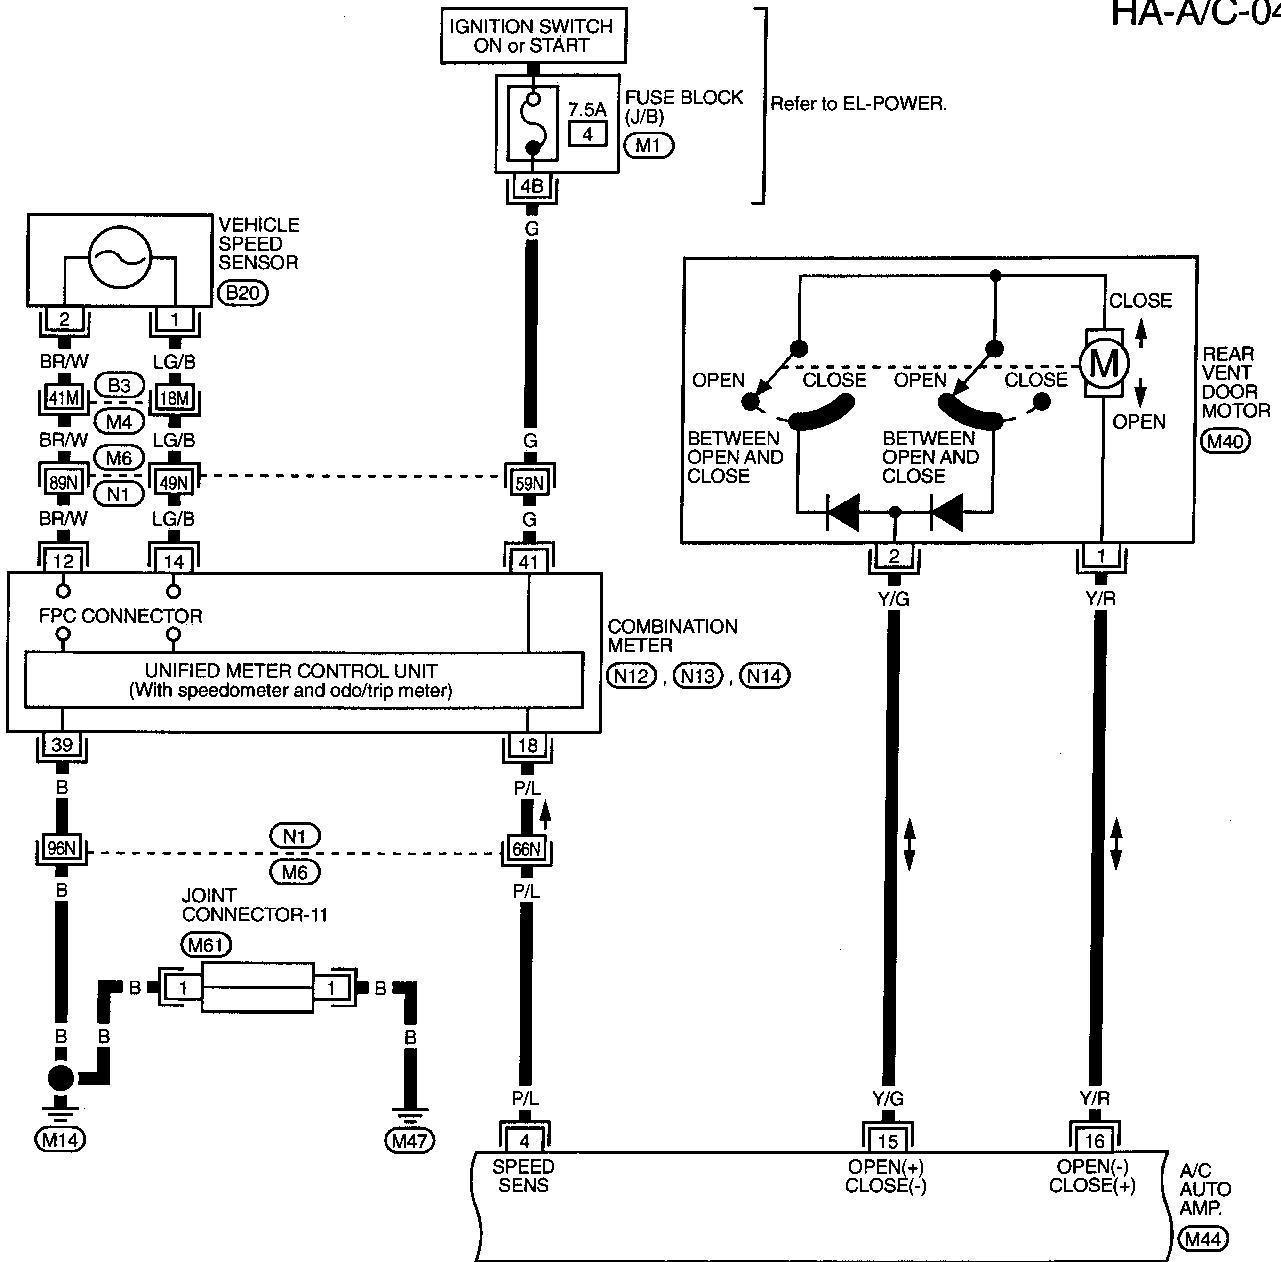 HA-A/C-04
IGNITION SWITCH
ON or START
7.5A
4
FUSE BLOCK
(J/B)
M1
Refer to EL-POWER.
4B
G
VEHICLE
SPEED
SENSOR
B20
2
1
BR/W
LG/B
41M
B3
18M
M4
BR/W
LG/B
G
M6
89N
49N
59N
N1
BR/W
LG/B
G
12
14
41
FPC CONNECTOR
UNIFIED METER CONTROL UNIT
(With speedometer and odo/trip meter)
COMBINATION
METER
N12 , N13 , N14
39
18
B
P/L
N1
96N
66N
M6
B
P/L
JOINT
CONNECTOR-11
M61
B
1
1
B
B
B
B
M14
M47
CLOSE
M
OPEN
CLOSE
OPEN
CLOSE
OPEN
BETWEEN
OPEN AND
CLOSE
BETWEEN
OPEN AND
CLOSE
REAR
VENT
DOOR
MOTOR
M40
2
1
Y/G
Y/R
P/L
Y/G
Y/R
4
15
16
SPEED
SENS
OPEN(+)
CLOSE(-)
OPEN(-)
CLOSE(+)
A/C
AUTO
AMP.
M44